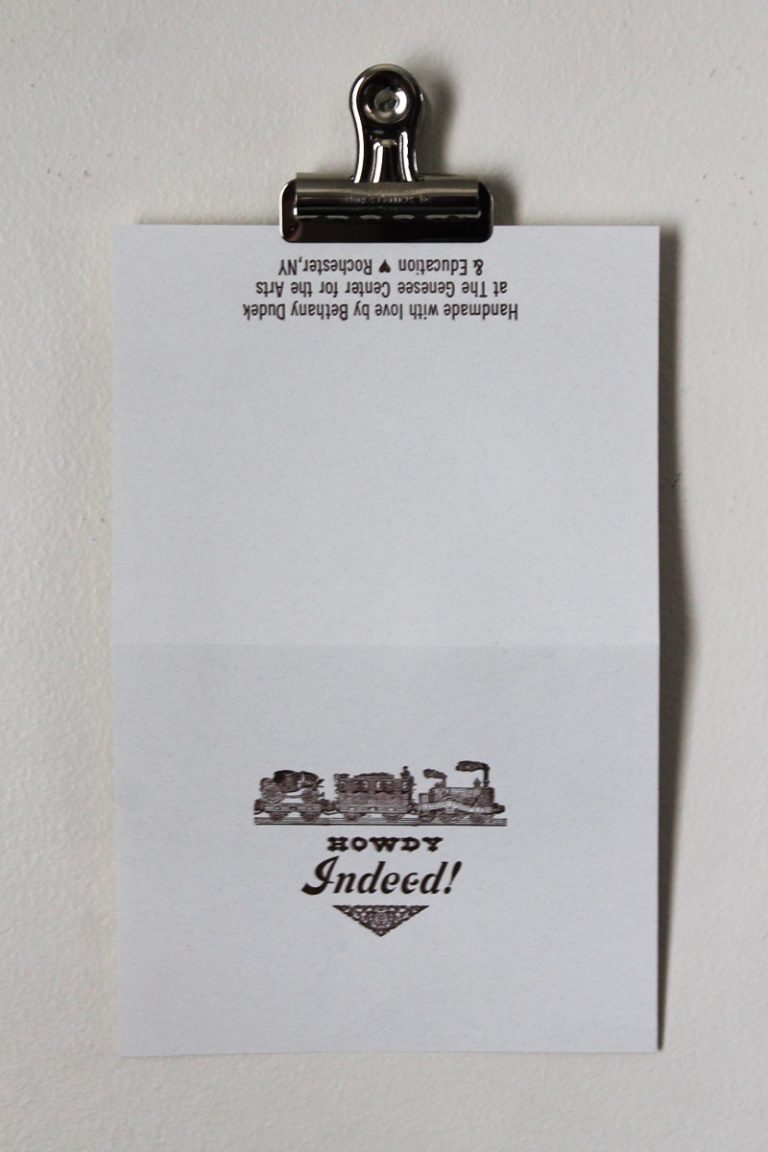 Handmade with love by Bethany Dudek
at The Genesee Center for the Arts
& Education ♥ Rochester,NY
HOWDY
Indeed!